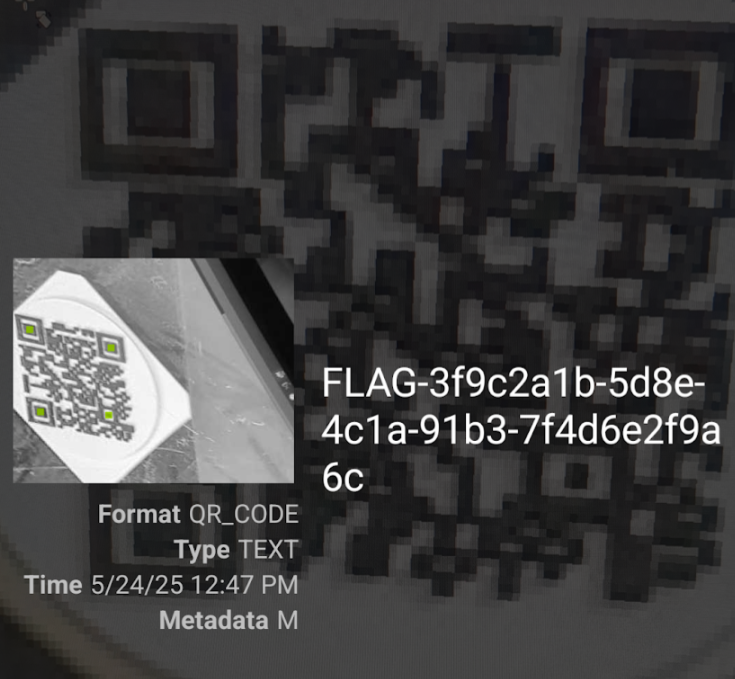 FLAG-3f9c2a1b-5d8e-
4c1a-91b3-7f4d6e2f9a
6c
Format QR_CODE
Type TEXT
Time 5/24/25 12:47 PM
Metadata M